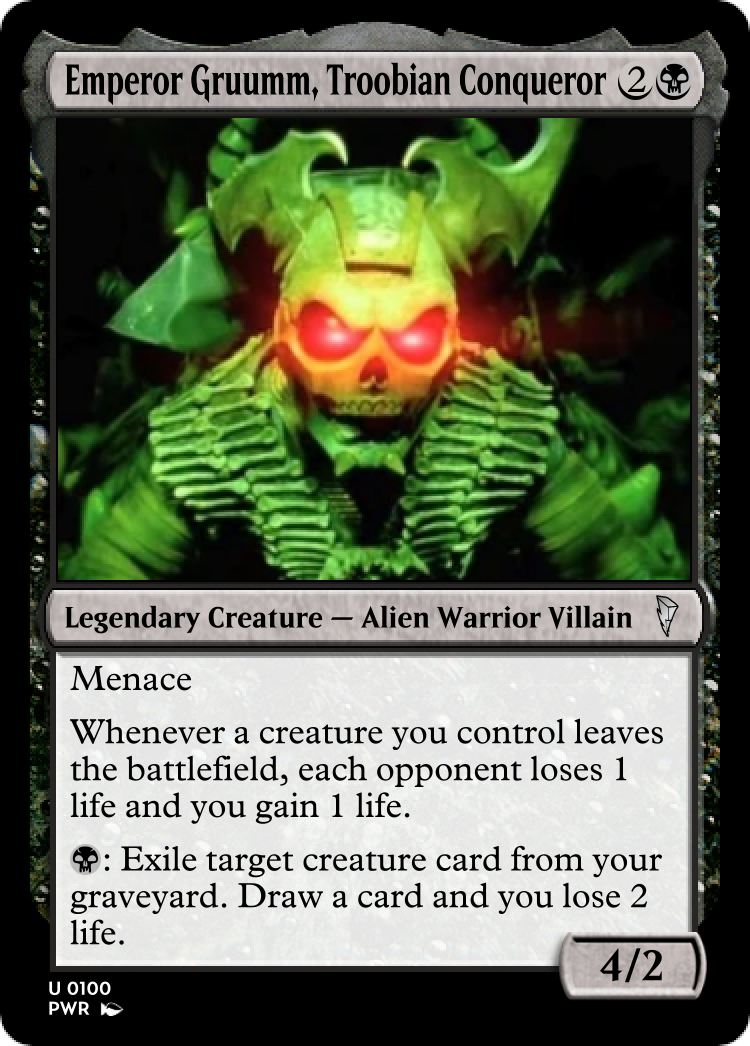 Emperor Gruumm, Troobian Conqueror 2
Legendary Creature — Alien Warrior Villain
Menace
Whenever a creature you control leaves
the battlefield, each opponent loses 1
life and you gain 1 life.
: Exile target creature card from your
graveyard. Draw a card and you lose 2
life.
4/2
U 0100
PWR